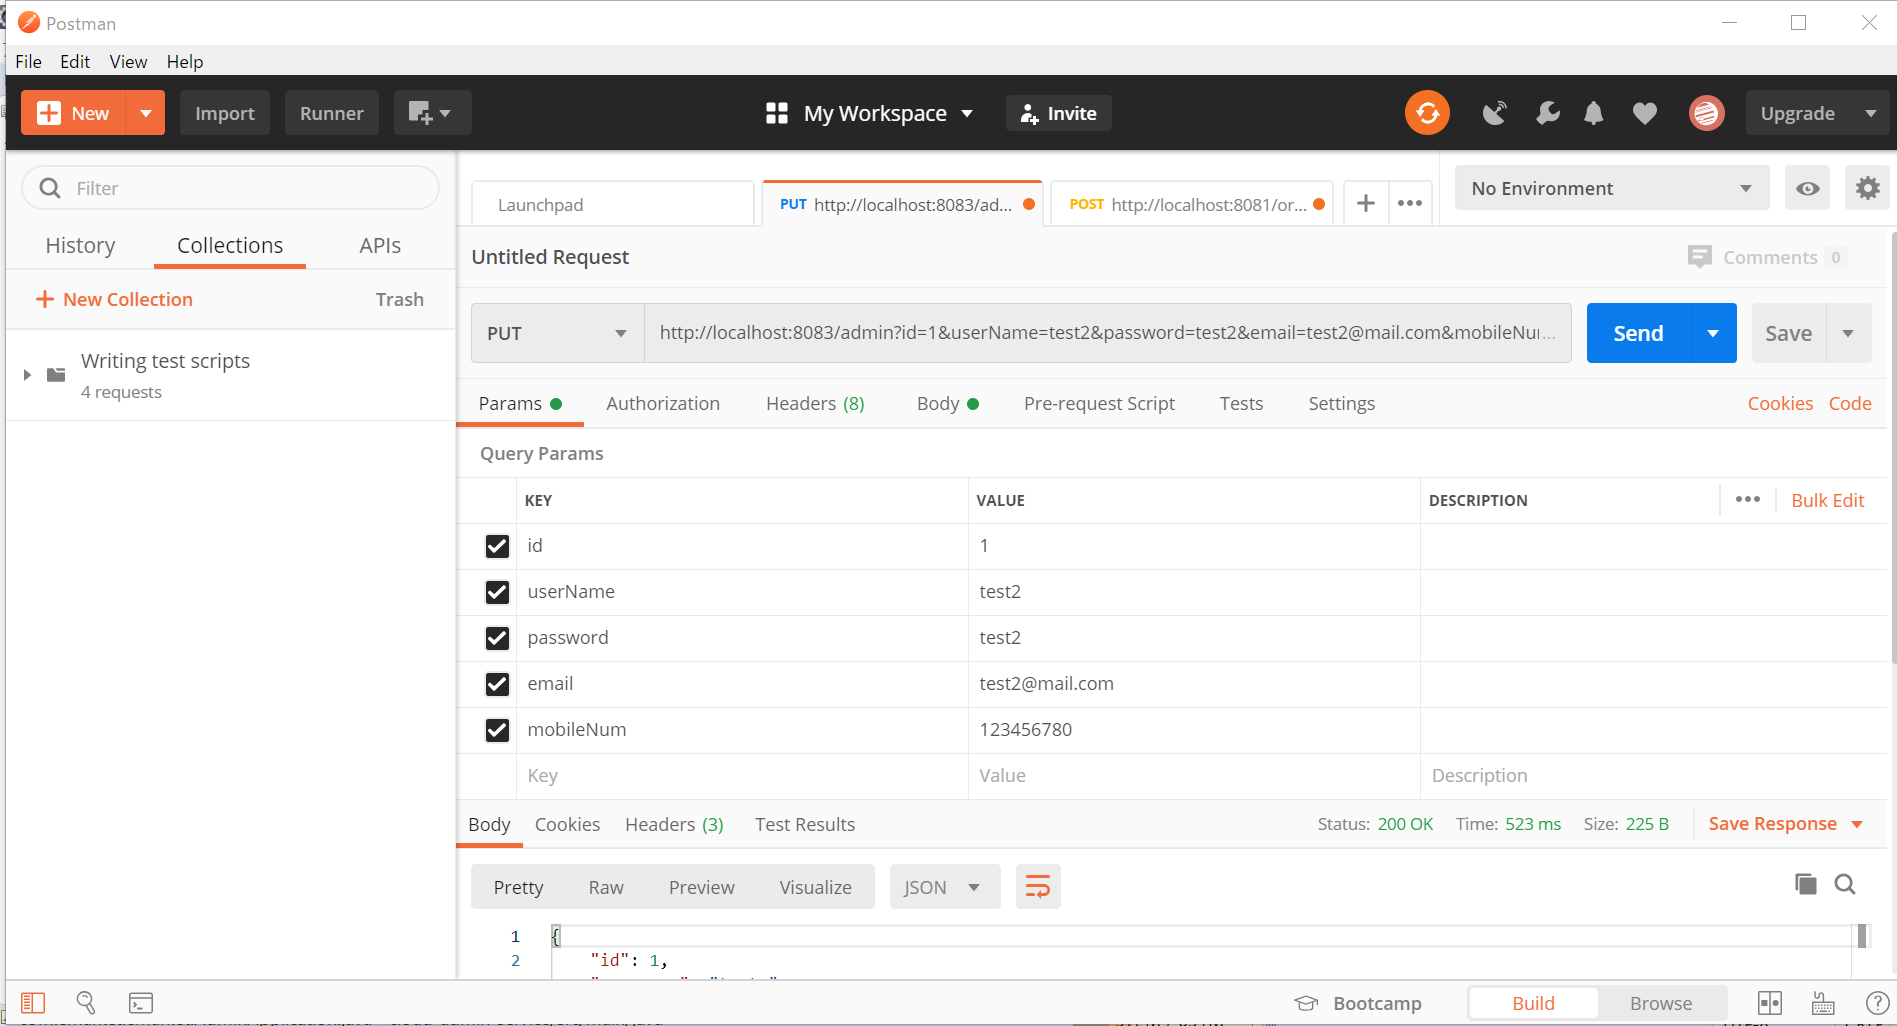 Postman
File Edit View Help
New Import Runner My Workspace Invite Upgrade
Filter
History Collections APIs
New Collection Trash
Writing test scripts
4 requests
Launchpad PUT http://localhost:8083/ad... POST http://localhost:8081/or... No Environment
Untitled Request Comments 0
PUT http://localhost:8083/admin?id=1&userName=test2&password=test2&email=test2@mail.com&mobileNu... Send Save
Params Authorization Headers (8) Body Pre-request Script Tests Settings Cookies Code
Query Params
KEY VALUE DESCRIPTION Bulk Edit
id 1
userName test2
password test2
email test2@mail.com
mobileNum 123456780
Key Value Description
Body Cookies Headers (3) Test Results Status: 200 OK Time: 523 ms Size: 225 B Save Response
Pretty Raw Preview Visualize JSON
1 {
2 "id": 1,
Bootcamp Build Browse